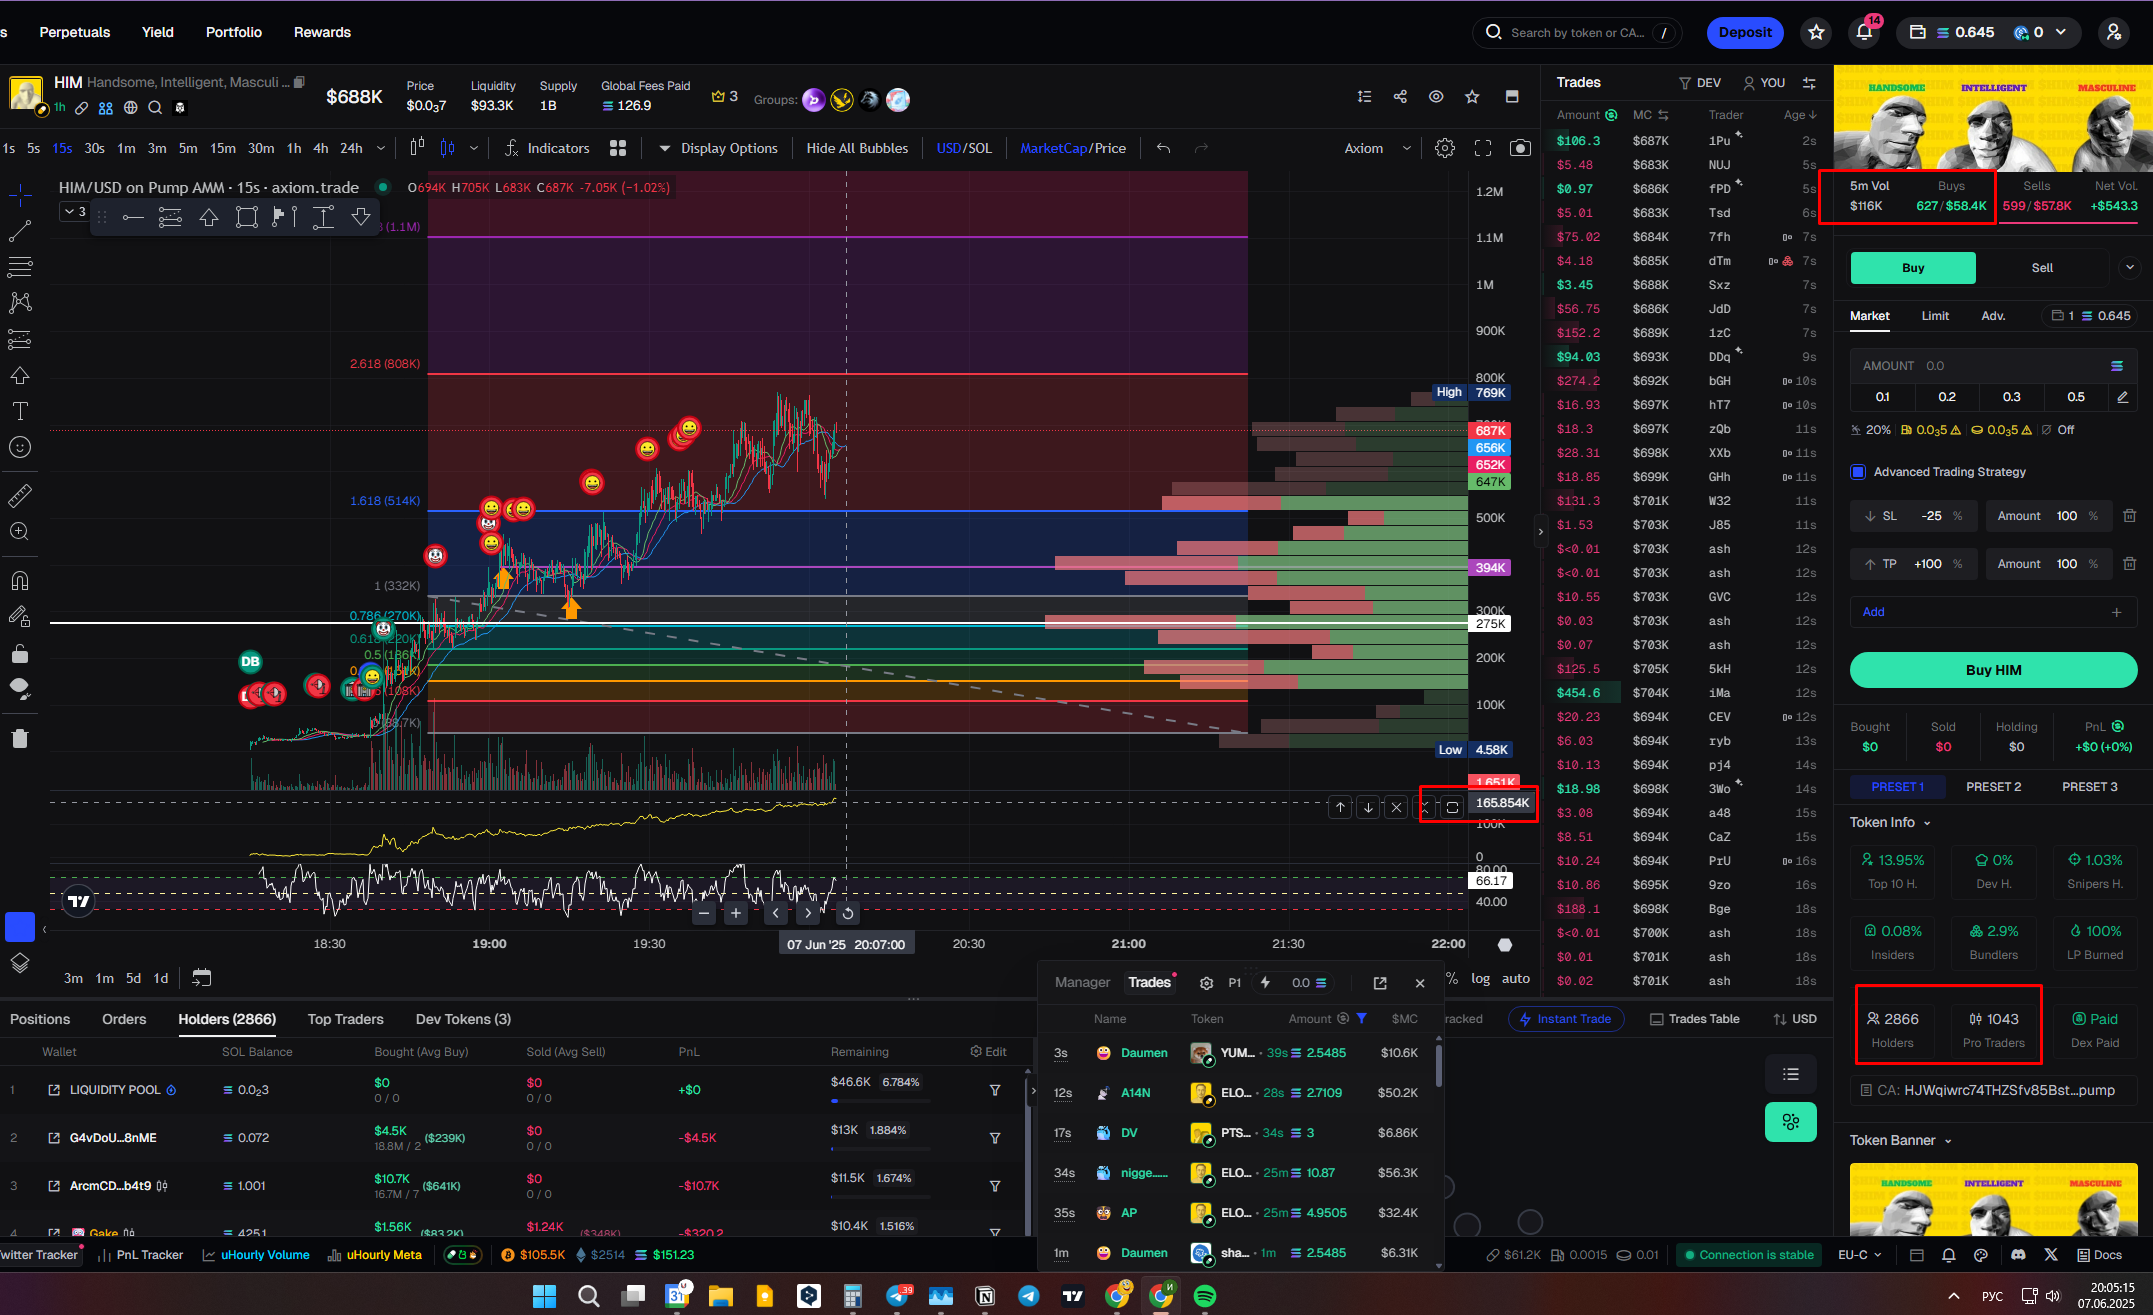 s Perpetuals Yield Portfolio Rewards
Search by token or CA... /
Deposit
14
0.645 0
HIM Handsome, Intelligent, Masculi ...
1h
$688K
Price
$0.0₃7
Liquidity
$93.3K
Supply
1B
Global Fees Paid
126.9
3
Groups:
1s 5s 15s 30s 1m 3m 5m 15m 30m 1h 4h 24h
Indicators
Display Options
Hide All Bubbles
USD/SOL
MarketCap/Price
Axiom
HIM/USD on Pump AMM · 15s · axiom.trade O694K H705K L683K C687K -7.05K (-1.02%)
3
(1.1M)
2.618 (808K)
1.618 (514K)
1 (332K)
0.786 (270K)
DB
1.2M
1.1M
1M
900K
800K
High 769K
687K
656K
652K
647K
500K
394K
300K
275K
200K
100K
Low 4.58K
1.651K
165.854K
100K
0
80.00
66.17
40.00
18:30 19:00 19:30 07 Jun '25 20:07:00 20:30 21:00 21:30 22:00
3m 1m 5d 1d
% log auto
Trades DEV YOU
Amount MC Trader Age
$106.3 $687K 1Pu 2s
$5.48 $683K NUJ 5s
$0.97 $686K fPD 5s
$5.01 $683K Tsd 6s
$75.02 $684K 7fh 7s
$4.18 $685K dTm 7s
$3.45 $688K Sxz 7s
$56.75 $686K JdD 7s
$152.2 $689K 1zC 7s
$94.03 $693K DDq 9s
$274.2 $692K bGH 10s
$16.93 $697K hT7 10s
$18.3 $697K zQb 11s
$28.31 $698K XXb 11s
$18.85 $699K GHh 11s
$131.3 $701K W32 11s
$1.53 $703K J85 11s
$<0.01 $703K ash 12s
$<0.01 $703K ash 12s
$10.55 $703K GVC 12s
$0.03 $703K ash 12s
$0.07 $703K ash 12s
$125.5 $705K 5kH 12s
$454.6 $704K iMa 12s
$20.23 $694K CEV 12s
$6.03 $694K ryb 13s
$10.13 $694K pj4 14s
$18.98 $698K 3Wo 14s
$3.08 $694K a48 15s
$8.51 $694K CaZ 15s
$10.24 $694K PrU 16s
$10.86 $695K 9zo 16s
$188.1 $698K Bge 18s
$<0.01 $700K ash 18s
$0.01 $701K ash 18s
$0.02 $701K ash 18s
HANDSOME INTELLIGENT MASCULINE
5m Vol Buys Sells Net Vol.
$116K 627/$58.4K 599/$57.8K +$543.3
Buy Sell
Market Limit Adv. 1 0.645
AMOUNT 0.0
0.1 0.2 0.3 0.5
20% 0.0₃5 0.0₃5 Off
Advanced Trading Strategy
SL -25 % Amount 100 %
TP +100 % Amount 100 %
Add +
Buy HIM
Bought Sold Holding PnL
$0 $0 $0 +$0 (+0%)
PRESET 1 PRESET 2 PRESET 3
Token Info
13.95% 0% 1.03%
Top 10 H. Dev H. Snipers H.
0.08% 2.9% 100%
Insiders Bundlers LP Burned
2866 1043 Paid
Holders Pro Traders Dex Paid
CA: HJWqiwrc74THZSfv85Bst...pump
Token Banner
HANDSOME INTELLIGENT MASCULINE
Positions Orders Holders (2866) Top Traders Dev Tokens (3)
racked Instant Trade Trades Table USD
Wallet SOL Balance Bought (Avg Buy) Sold (Avg Sell) PnL Remaining Edit
1 LIQUIDITY POOL 0.0₂3 $0 $0 +$0 $46.6K 6.784%
0 / 0 0 / 0
2 G4vDoU...8nME 0.072 $4.5K ($239K) $0 -$4.5K $13K 1.884%
18.8M / 2 0 / 0
3 ArcmCD...b4t9 1.001 $10.7K ($641K) $0 -$10.7K $11.5K 1.674%
16.7M / 7 0 / 0
4 Gake 4251 $1.56K ($83.2K) $1.24K ($348K) -$320.2 $10.4K 1.516%
Manager Trades P1 0.0
Name Token Amount $MC
3s Daumen YUM... · 39s 2.5485 $10.6K
12s A14N ELO... · 28s 2.7109 $50.2K
17s DV PTS... · 34s 3 $6.86K
34s nigge...... ELO... · 25m 10.87 $56.3K
35s AP ELO... · 25m 4.9505 $32.4K
1m Daumen sha... · 1m 2.5485 $6.31K
witter Tracker PnL Tracker uHourly Volume uHourly Meta $105.5K $2514 $151.23
$61.2K 0.0015 0.01 Connection is stable EU-C Docs
РУС
20:05:15
07.06.2025